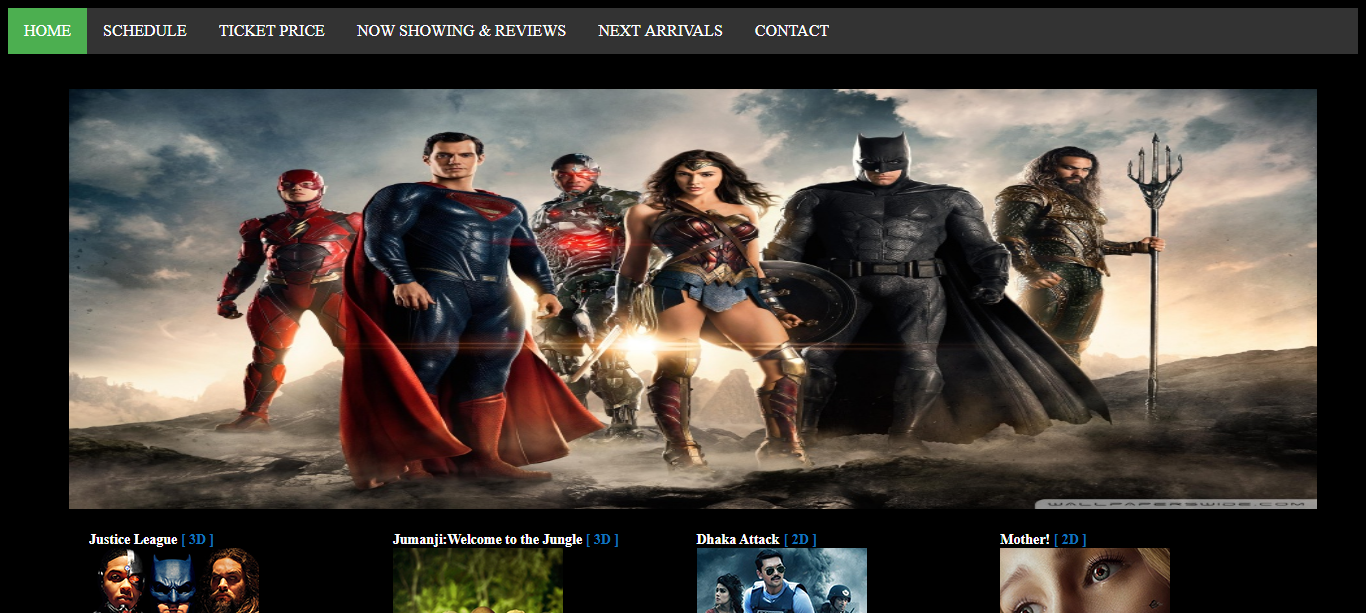 HOME SCHEDULE TICKET PRICE NOW SHOWING & REVIEWS NEXT ARRIVALS CONTACT
WALLPAPERSWIDE.COM
Justice League [ 3D ] Jumanji:Welcome to the Jungle [ 3D ] Dhaka Attack [ 2D ] Mother! [ 2D ]